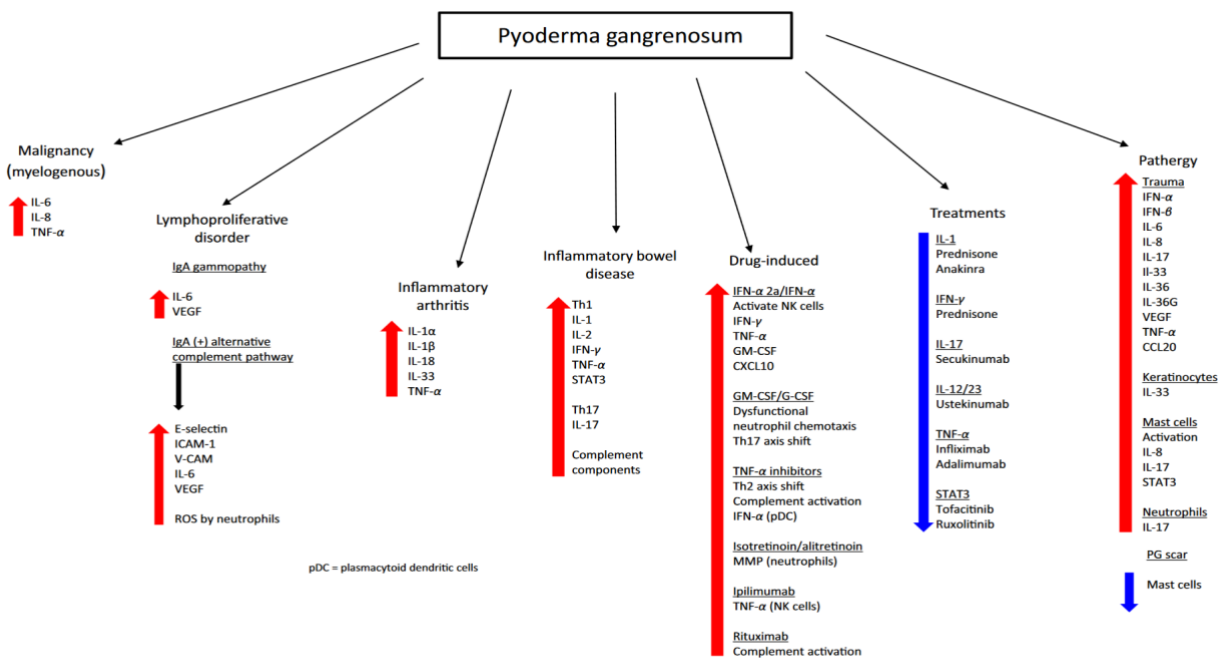 Pyoderma gangrenosum
Malignancy
(myelogenous)
IL-6
IL-8
TNF-α
Lymphoproliferative
disorder
IgA gammopathy
IL-6
VEGF
IgA (+) alternative
complement pathway
E-selectin
ICAM-1
V-CAM
IL-6
VEGF
ROS by neutrophils
Inflammatory
arthritis
IL-1α
IL-1β
IL-18
IL-33
TNF-α
Inflammatory bowel
disease
Th1
IL-1
IL-2
IFN-γ
TNF-α
STAT3
Th17
IL-17
Complement
components
Drug-induced
IFN-α 2a/IFN-α
Activate NK cells
IFN-γ
TNF-α
GM-CSF
CXCL10
GM-CSF/G-CSF
Dysfunctional
neutrophil chemotaxis
Th17 axis shift
TNF-α inhibitors
Th2 axis shift
Complement activation
IFN-α (pDC)
Isotretinoin/alitretinoin
MMP (neutrophils)
Ipilimumab
TNF-α (NK cells)
Rituximab
Complement activation
Treatments
IL-1
Prednisone
Anakinra
IFN-γ
Prednisone
IL-17
Secukinumab
IL-12/23
Ustekinumab
TNF-α
Infliximab
Adalimumab
STAT3
Tofacitinib
Ruxolitinib
Pathergy
Trauma
IFN-α
IFN-β
IL-6
IL-8
IL-17
Il-33
IL-36
IL-36G
VEGF
TNF-α
CCL20
Keratinocytes
IL-33
Mast cells
Activation
IL-8
IL-17
STAT3
Neutrophils
IL-17
PG scar
Mast cells
pDC = plasmacytoid dendritic cells